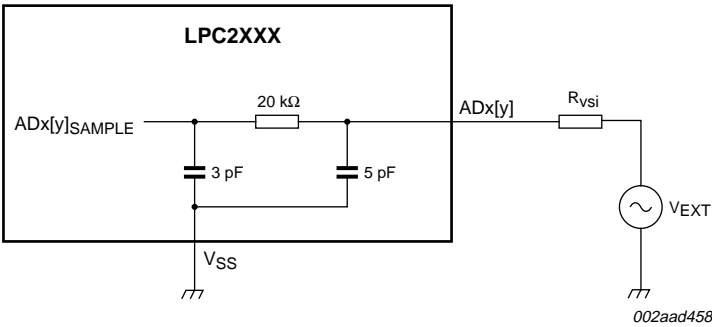 LPC2XXX
ADx[y]SAMPLE
20 kΩ
ADx[y]
Rvsi
3 pF
5 pF
VEXT
VSS
002aad458